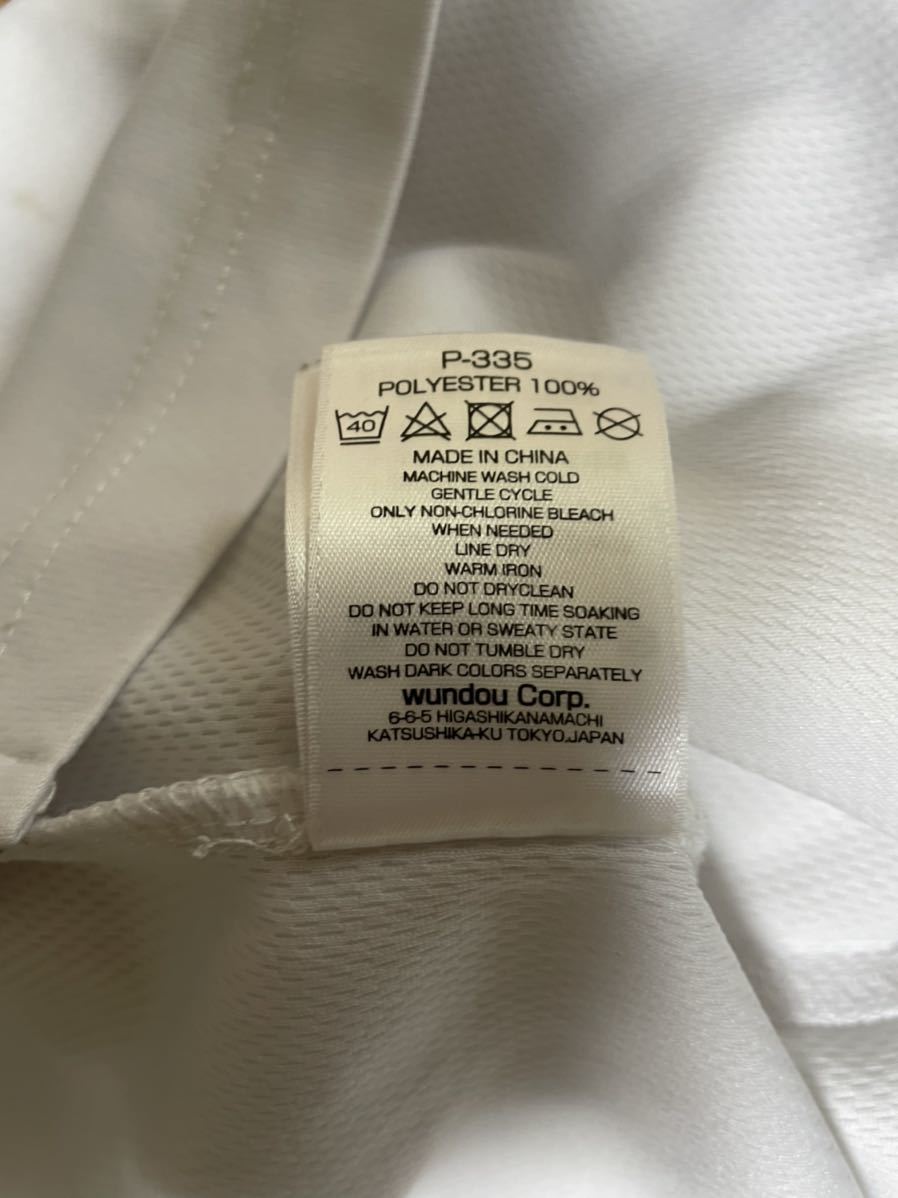 P-335
POLYESTER 100%
40
MADE IN CHINA
MACHINE WASH COLD
GENTLE CYCLE
ONLY NON-CHLORINE BLEACH
WHEN NEEDED
LINE DRY
WARM IRON
DO NOT DRYCLEAN
DO NOT KEEP LONG TIME SOAKING
IN WATER OR SWEATY STATE
DO NOT TUMBLE DRY
WASH DARK COLORS SEPARATELY
wundou Corp.
6-6-5 HIGASHIKANAMACHI
KATSUSHIKA-KU TOKYO.JAPAN